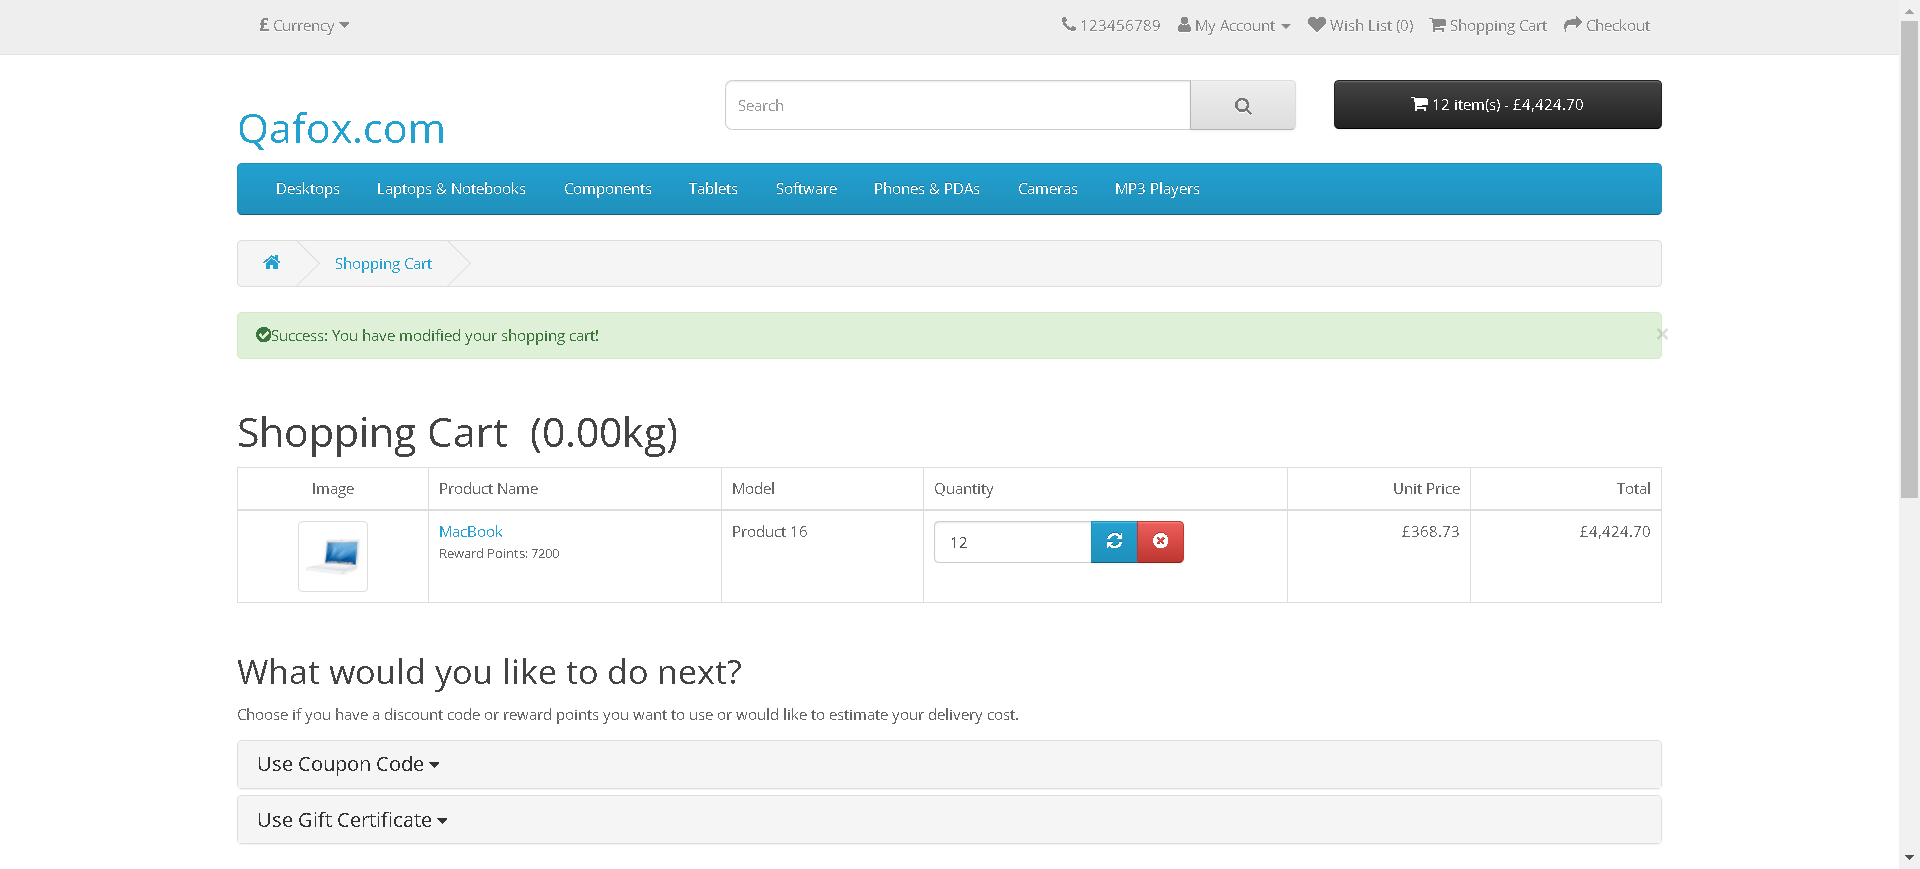 £ Currency
123456789 My Account Wish List (0) Shopping Cart Checkout
Qafox.com
Search
12 item(s) - £4,424.70
Desktops Laptops & Notebooks Components Tablets Software Phones & PDAs Cameras MP3 Players
Shopping Cart
Success: You have modified your shopping cart!
×
Shopping Cart (0.00kg)
Image Product Name Model Quantity Unit Price Total
MacBook Product 16 12 £368.73 £4,424.70
Reward Points: 7200
What would you like to do next?
Choose if you have a discount code or reward points you want to use or would like to estimate your delivery cost.
Use Coupon Code
Use Gift Certificate